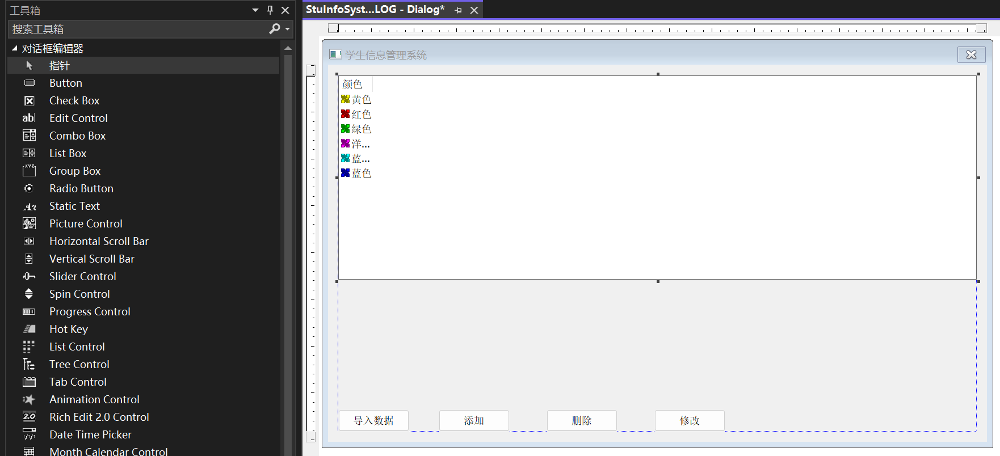 工具箱
搜索工具箱
对话框编辑器
指针
Button
Check Box
Edit Control
Combo Box
List Box
Group Box
Radio Button
Static Text
Picture Control
Horizontal Scroll Bar
Vertical Scroll Bar
Slider Control
Spin Control
Progress Control
Hot Key
List Control
Tree Control
Tab Control
Animation Control
Rich Edit 2.0 Control
Date Time Picker
Month Calendar Control
StuInfoSyst...LOG - Dialog*
学生信息管理系统
颜色
黄色
红色
绿色
洋...
蓝...
蓝色
导入数据
添加
删除
修改